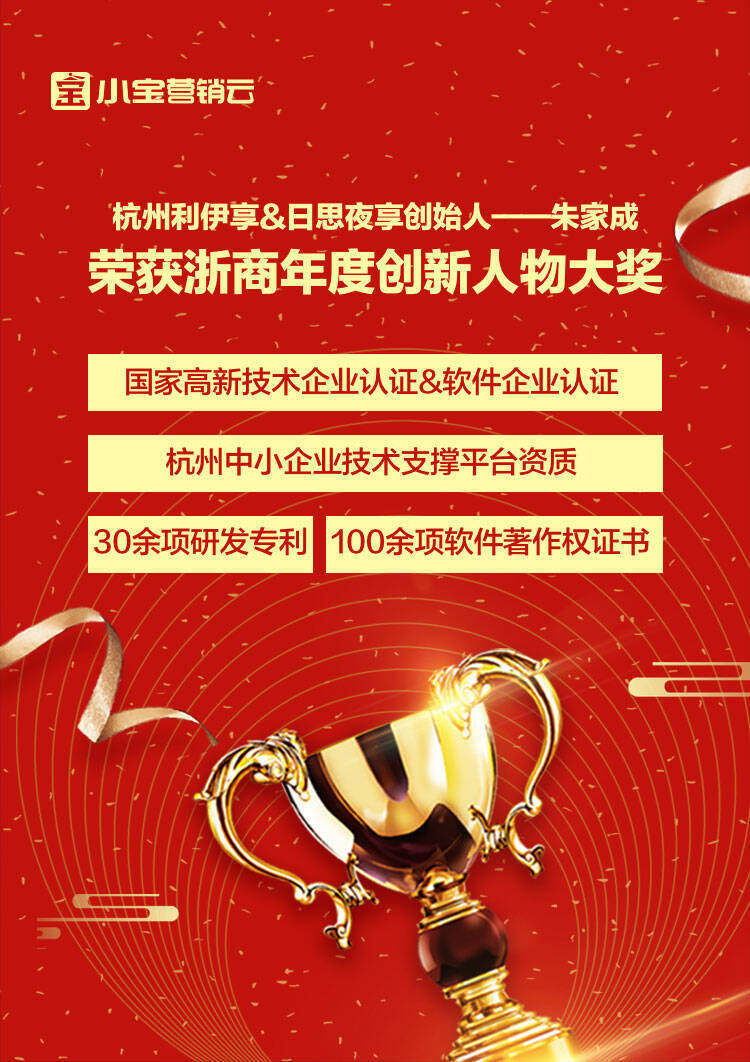 小宝营销云
杭州利伊享&日思夜享创始人——朱家成
荣获浙商年度创新人物大奖
国家高新技术企业认证&软件企业认证
杭州中小企业技术支撑平台资质
30余项研发专利
100余项软件著作权证书